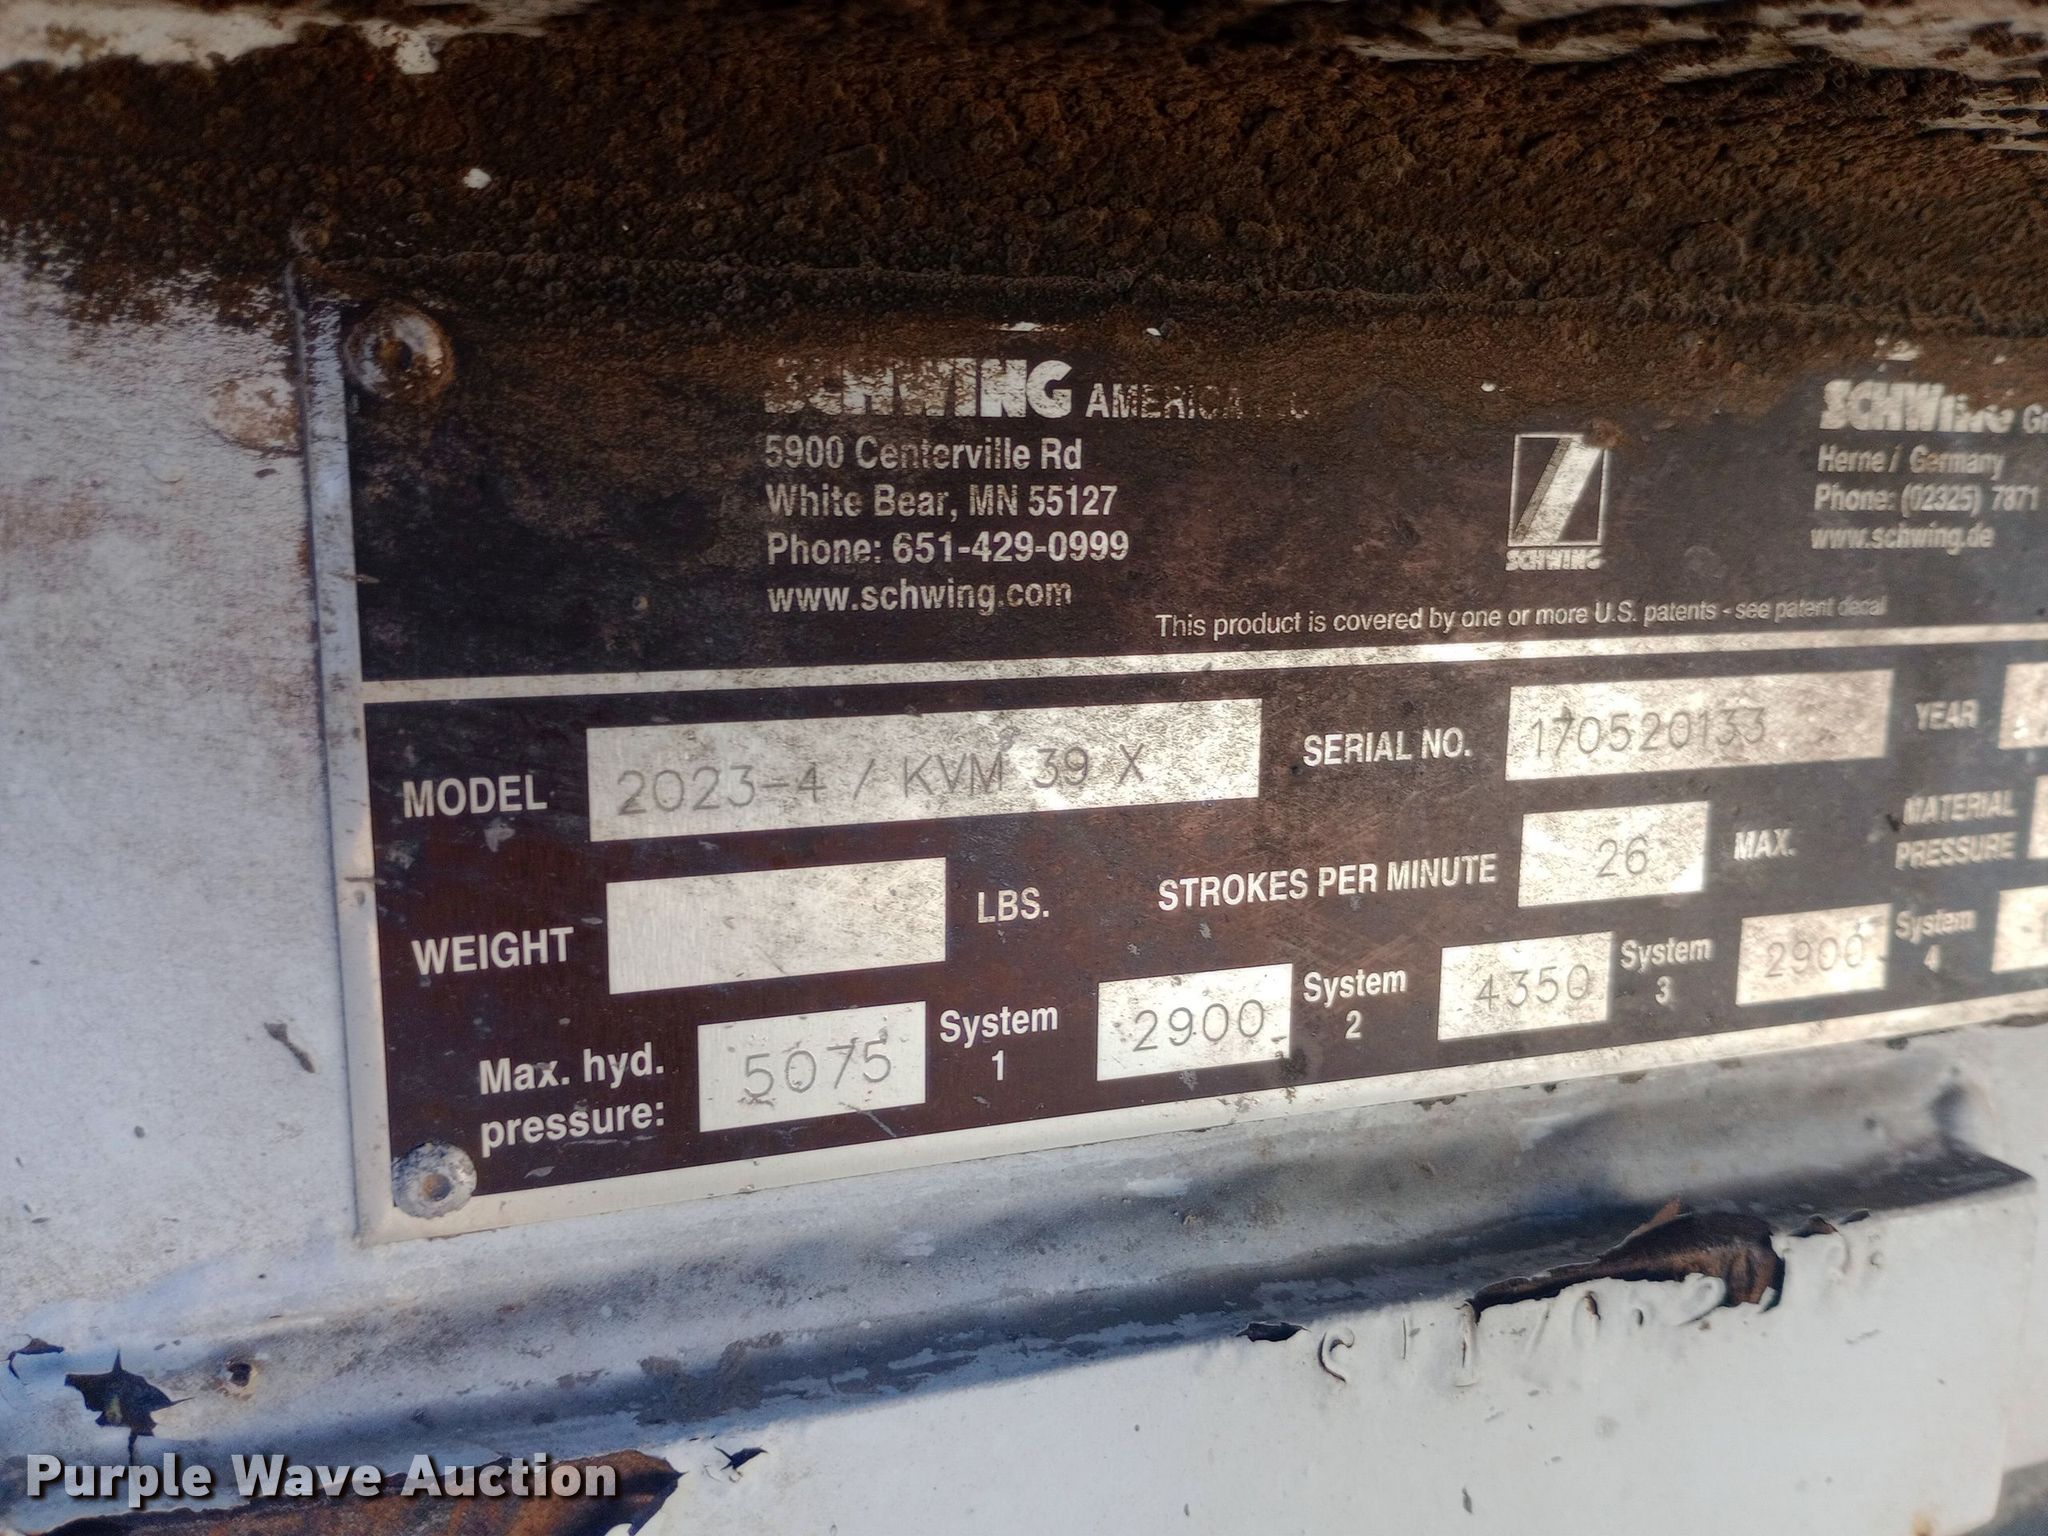 SCHWING AMERICA
5900 Centerville Rd
White Bear, MN 55127
Phone: 651-429-0999
www.schwing.com
SCHWING
SCHWING
Herne / Germany
Phone: (02325) 7871
www.schwing.de
This product is covered by one or more U.S. patents - see patent decal
MODEL 2023-4 / KVM 39 X SERIAL NO. 170520133 YEAR
WEIGHT LBS. STROKES PER MINUTE 26 MAX. MATERIAL PRESSURE
Max. hyd. pressure: 5075 System 1 2900 System 2 4350 System 3 2900 System 4
Purple Wave Auction